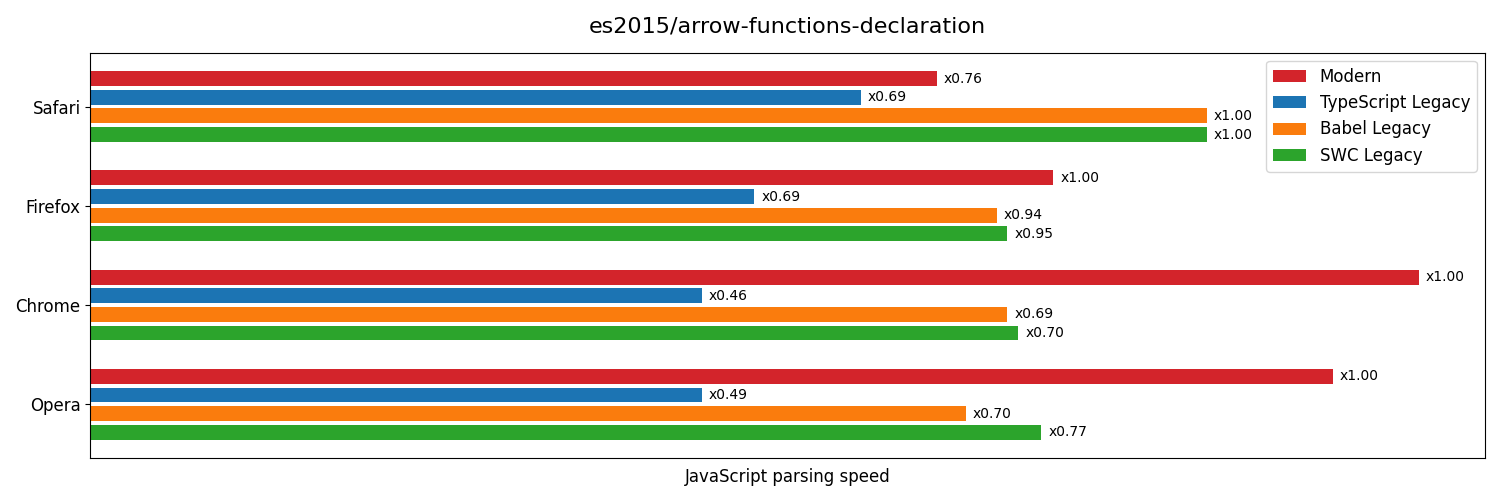 es2015/arrow-functions-declaration
Safari
x0.76
x0.69
x1.00
x1.00
Firefox
x1.00
x0.69
x0.94
x0.95
Chrome
x1.00
x0.46
x0.69
x0.70
Opera
x1.00
x0.49
x0.70
x0.77
Modern
TypeScript Legacy
Babel Legacy
SWC Legacy
JavaScript parsing speed